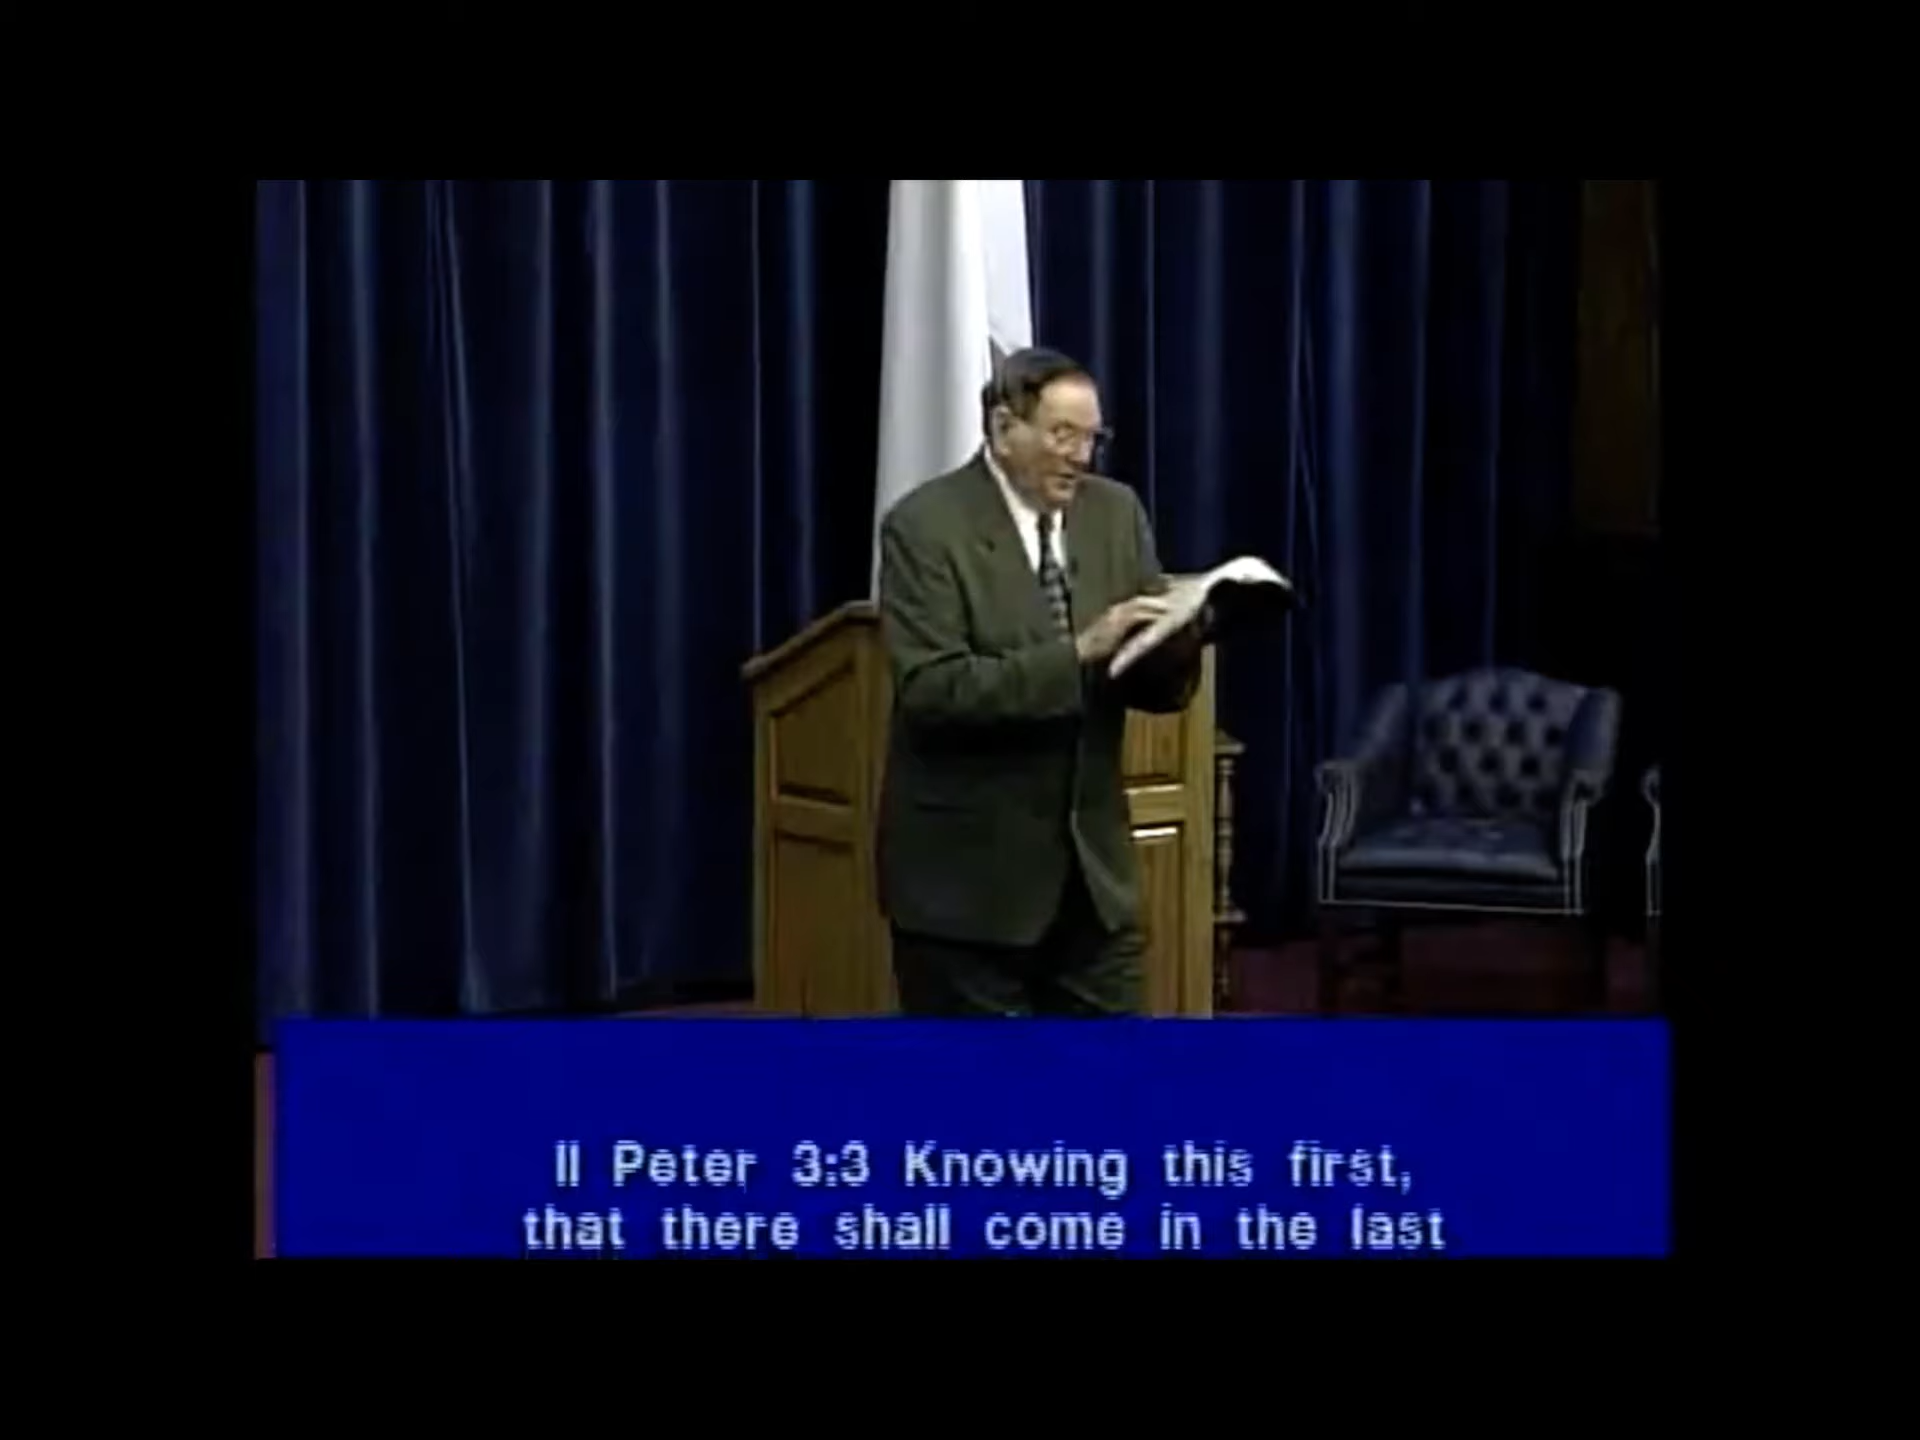 II Peter 3:3 Knowing this first,
that there shall come in the last